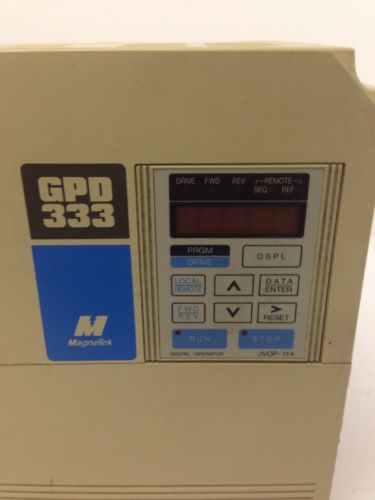 GPD
333
MagneTek
DRIVE FWD REV REMOTE
SEQ REF
PRGM
DRIVE
DSPL
LOCAL
REMOTE
DATA
ENTER
FWD
REV
>
RESET
RUN
STOP
DIGITAL OPERATOR JVOP-114